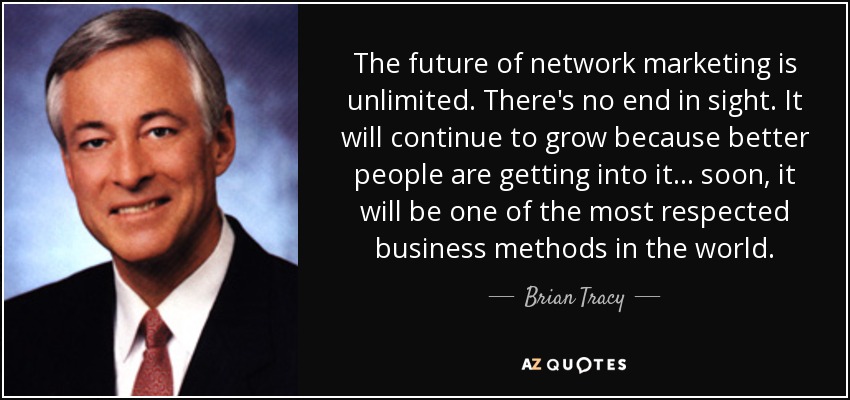 The future of network marketing is
unlimited. There's no end in sight. It
will continue to grow because better
people are getting into it... soon, it
will be one of the most respected
business methods in the world.
Brian Tracy
AZ QUOTES